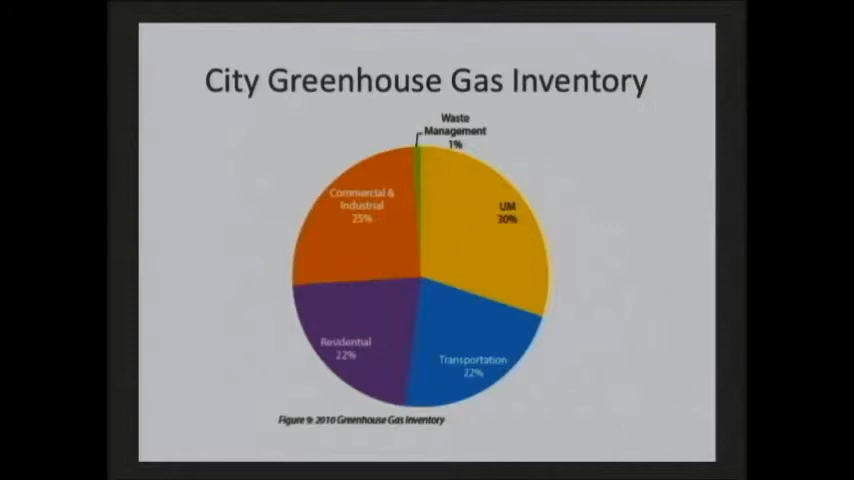 City Greenhouse Gas Inventory
Waste
Management
1%
Commercial &
Industrial
25%
UM
30%
Residential
22%
Transportation
22%
Figure 9: 2010 Greenhouse Gas Inventory